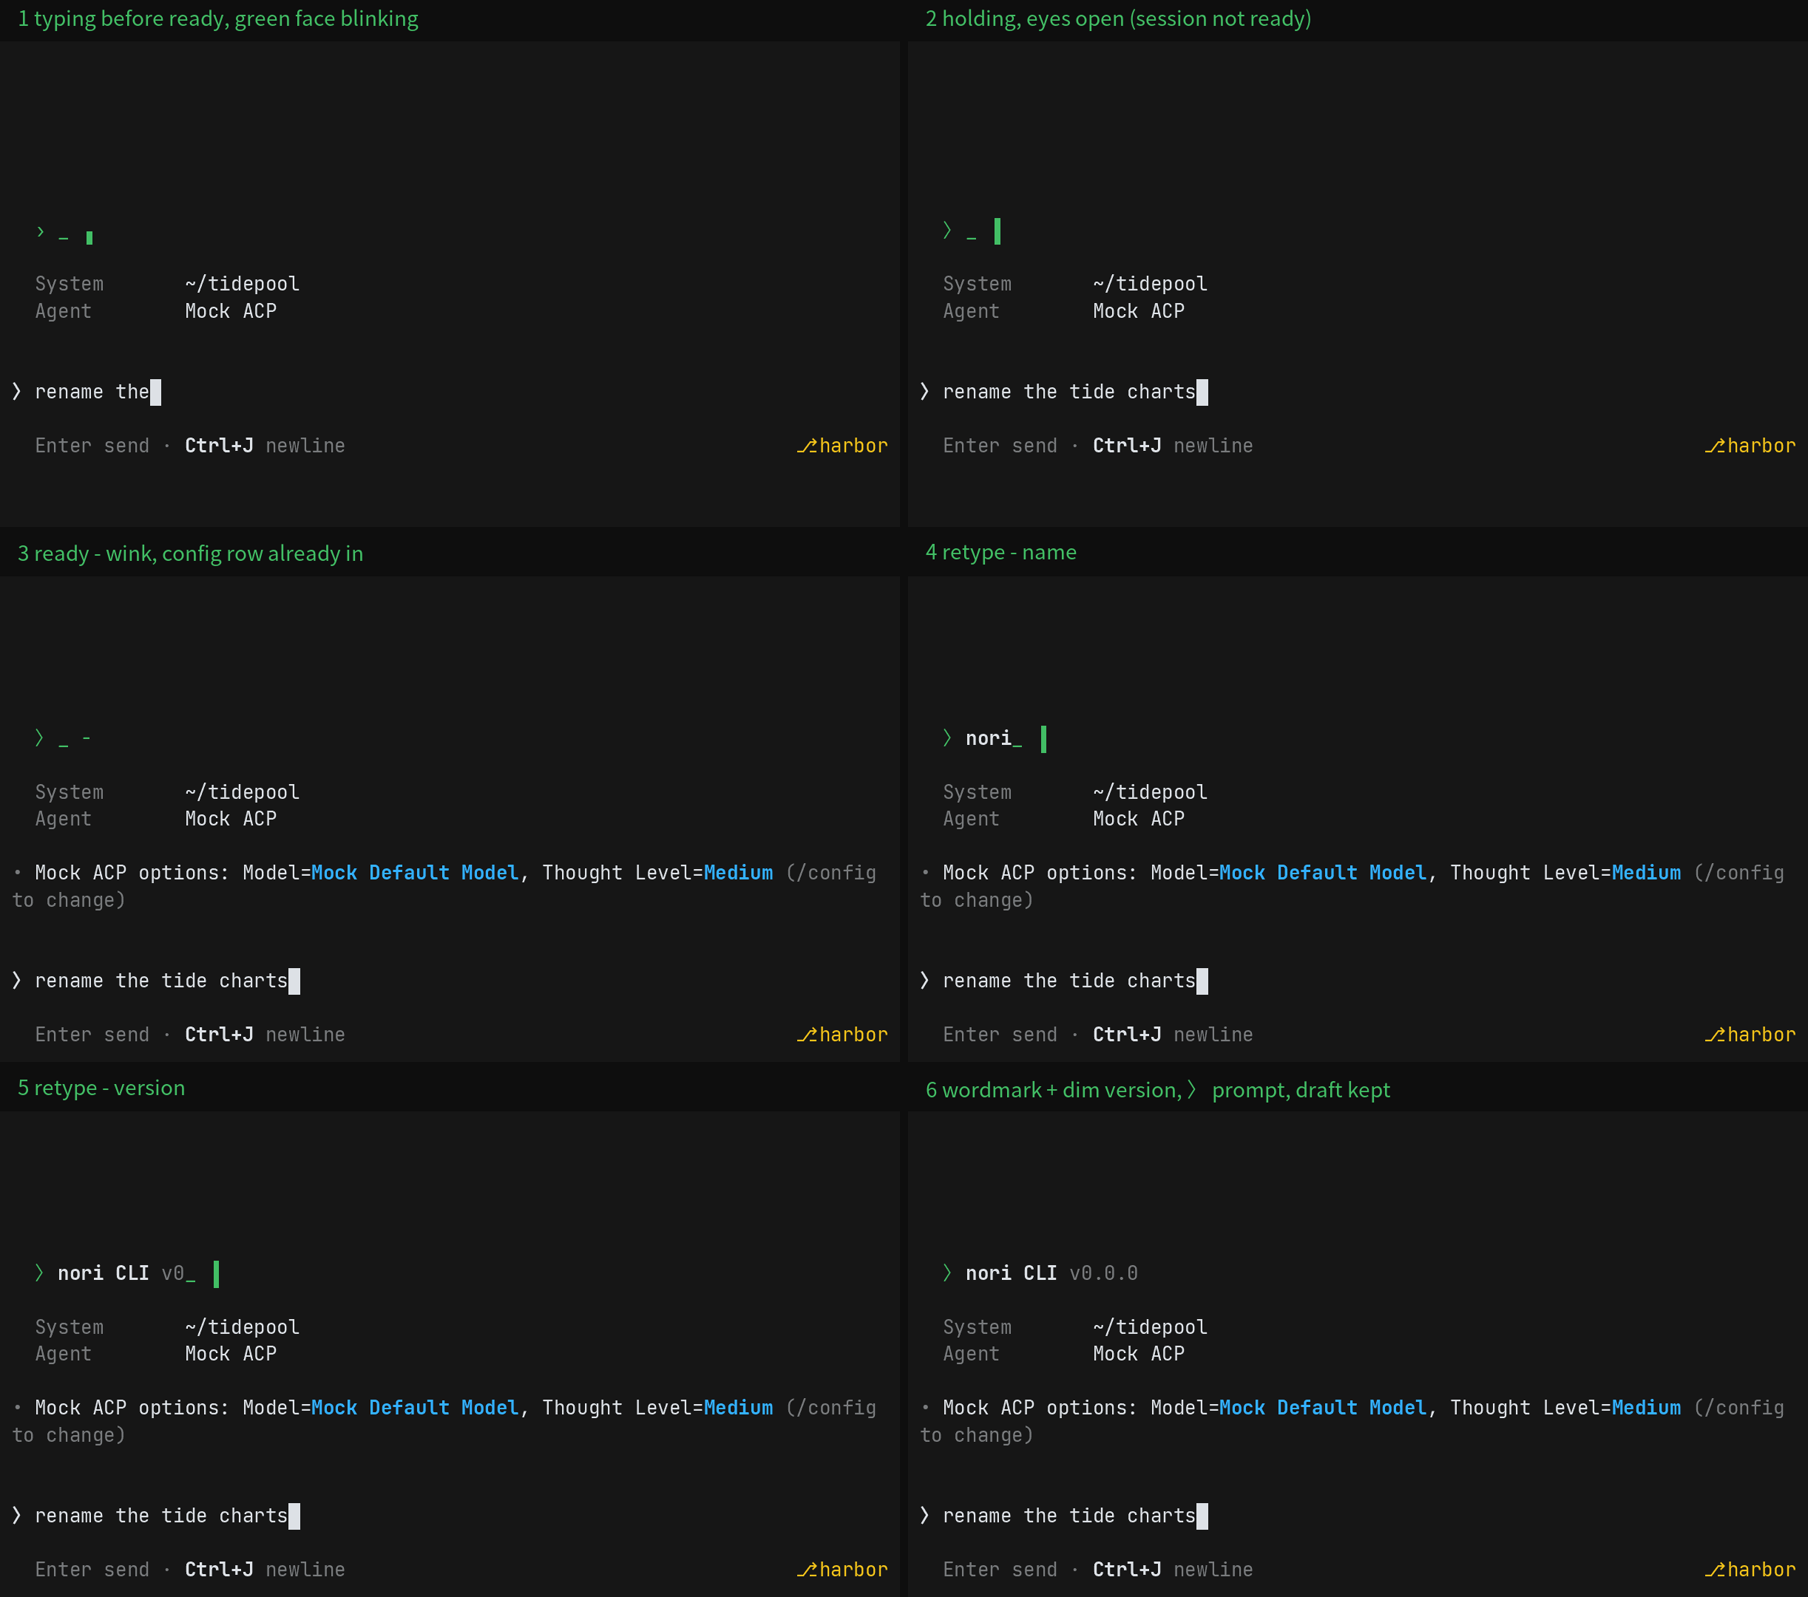 1 typing before ready, green face blinking
› _ ▖
System ~/tidepool
Agent Mock ACP
❯ rename the
Enter send · Ctrl+J newline ⎇harbor
2 holding, eyes open (session not ready)
〉 _ ▌
System ~/tidepool
Agent Mock ACP
❯ rename the tide charts
Enter send · Ctrl+J newline ⎇harbor
3 ready - wink, config row already in
〉 _ -
System ~/tidepool
Agent Mock ACP
• Mock ACP options: Model=Mock Default Model, Thought Level=Medium (/config
to change)
❯ rename the tide charts
Enter send · Ctrl+J newline ⎇harbor
4 retype - name
〉 nori_ ▌
System ~/tidepool
Agent Mock ACP
• Mock ACP options: Model=Mock Default Model, Thought Level=Medium (/config
to change)
❯ rename the tide charts
Enter send · Ctrl+J newline ⎇harbor
5 retype - version
〉 nori CLI v0_ ▌
System ~/tidepool
Agent Mock ACP
• Mock ACP options: Model=Mock Default Model, Thought Level=Medium (/config
to change)
❯ rename the tide charts
Enter send · Ctrl+J newline ⎇harbor
6 wordmark + dim version, 〉 prompt, draft kept
〉 nori CLI v0.0.0
System ~/tidepool
Agent Mock ACP
• Mock ACP options: Model=Mock Default Model, Thought Level=Medium (/config
to change)
❯ rename the tide charts
Enter send · Ctrl+J newline ⎇harbor